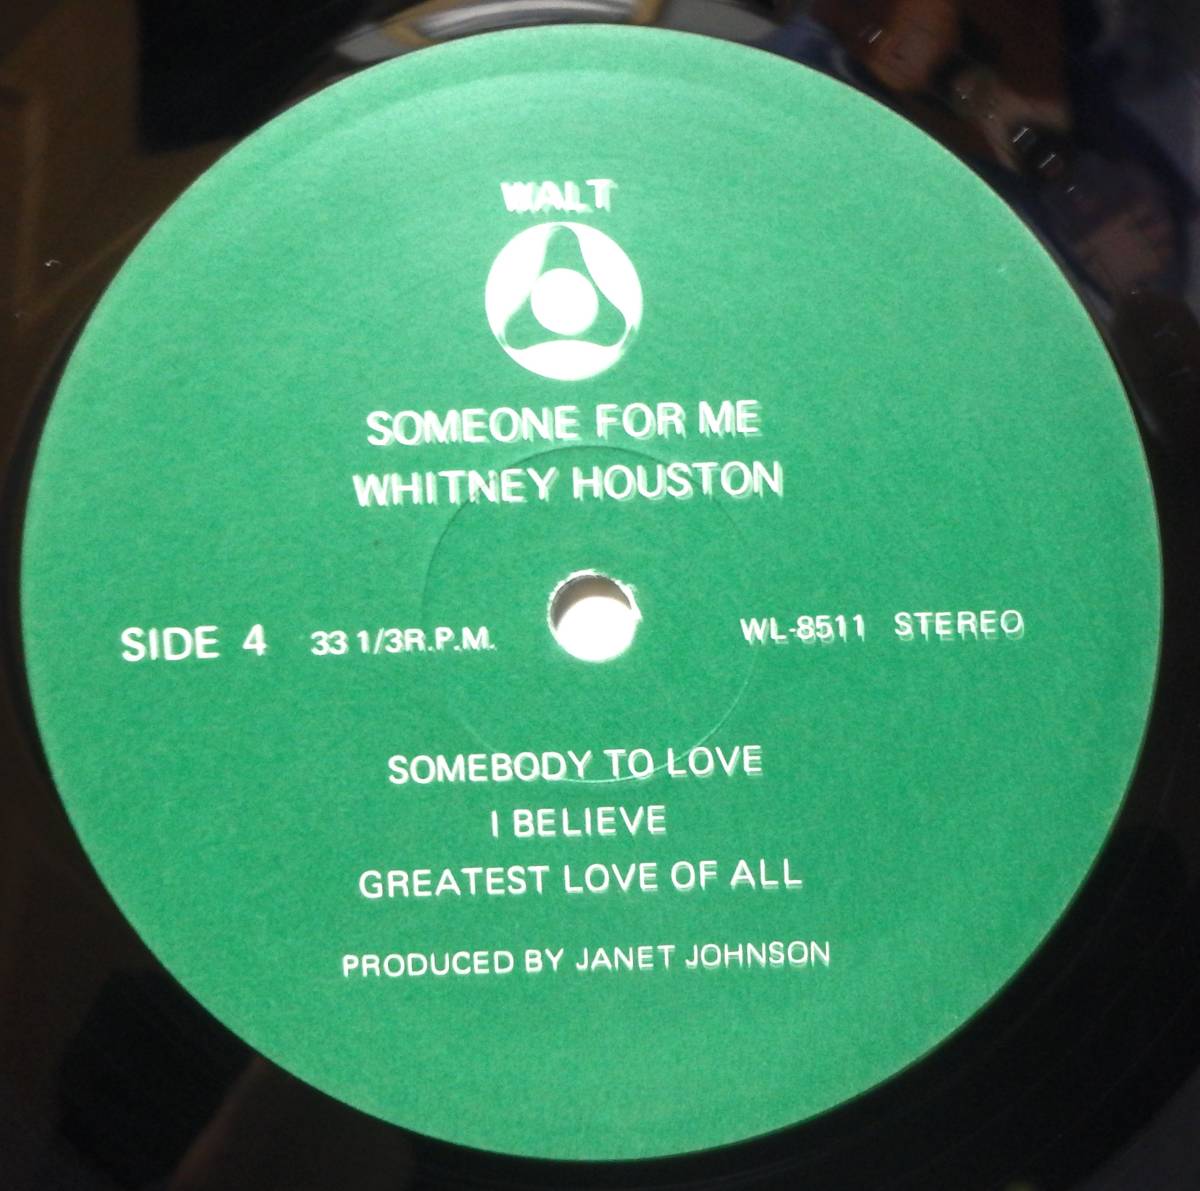 WALT
SOMEONE FOR ME
WHITNEY HOUSTON
SIDE 4 33 1/3R.P.M. WL-8511 STEREO
SOMEBODY TO LOVE
I BELIEVE
GREATEST LOVE OF ALL
PRODUCED BY JANET JOHNSON